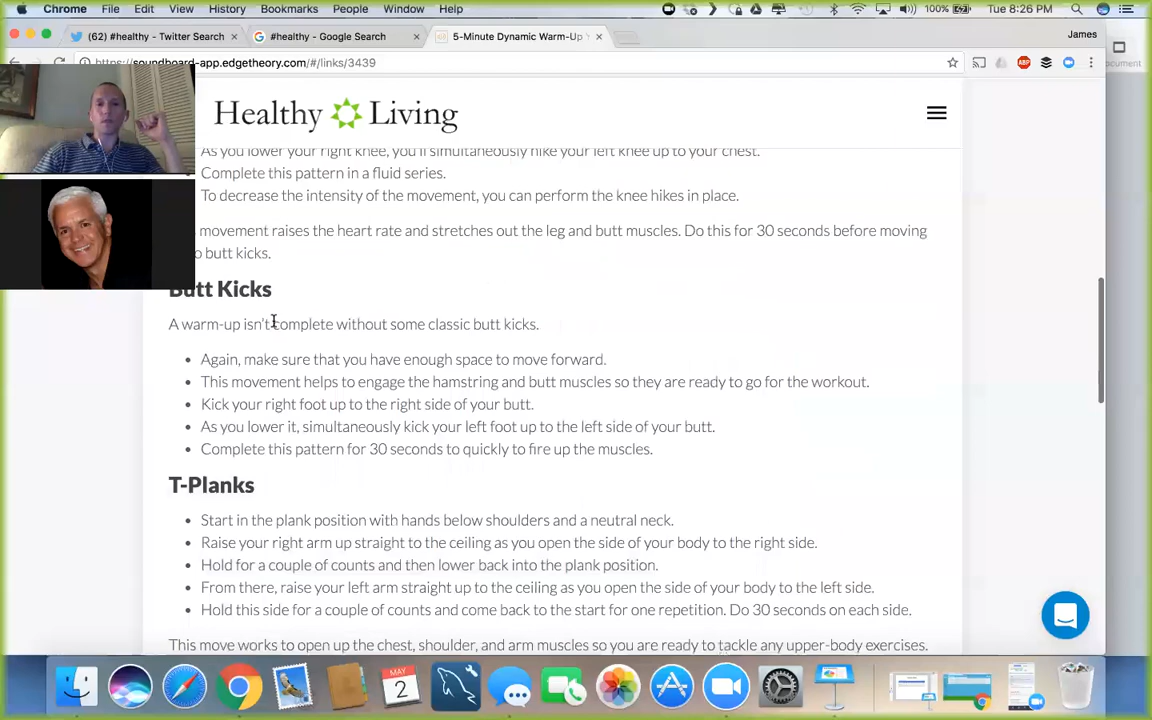 Chrome File Edit View History Bookmarks People Window Help 100% Tue 8:26 PM
(62) #healthy - Twitter Search
#healthy - Google Search
5-Minute Dynamic Warm-Up
James
https://soundboard-app.edgetheory.com/#/links/3439
ABP
Healthy Living
As you lower your right knee, you'll simultaneously hike your left knee up to your chest.
Complete this pattern in a fluid series.
To decrease the intensity of the movement, you can perform the knee hikes in place.
movement raises the heart rate and stretches out the leg and butt muscles. Do this for 30 seconds before moving
butt kicks.
Butt Kicks
A warm-up isn't complete without some classic butt kicks.
Again, make sure that you have enough space to move forward.
This movement helps to engage the hamstring and butt muscles so they are ready to go for the workout.
Kick your right foot up to the right side of your butt.
As you lower it, simultaneously kick your left foot up to the left side of your butt.
Complete this pattern for 30 seconds to quickly to fire up the muscles.
T-Planks
Start in the plank position with hands below shoulders and a neutral neck.
Raise your right arm up straight to the ceiling as you open the side of your body to the right side.
Hold for a couple of counts and then lower back into the plank position.
From there, raise your left arm straight up to the ceiling as you open the side of your body to the left side.
Hold this side for a couple of counts and come back to the start for one repetition. Do 30 seconds on each side.
This move works to open up the chest, shoulder, and arm muscles so you are ready to tackle any upper-body exercises.
MAY
2